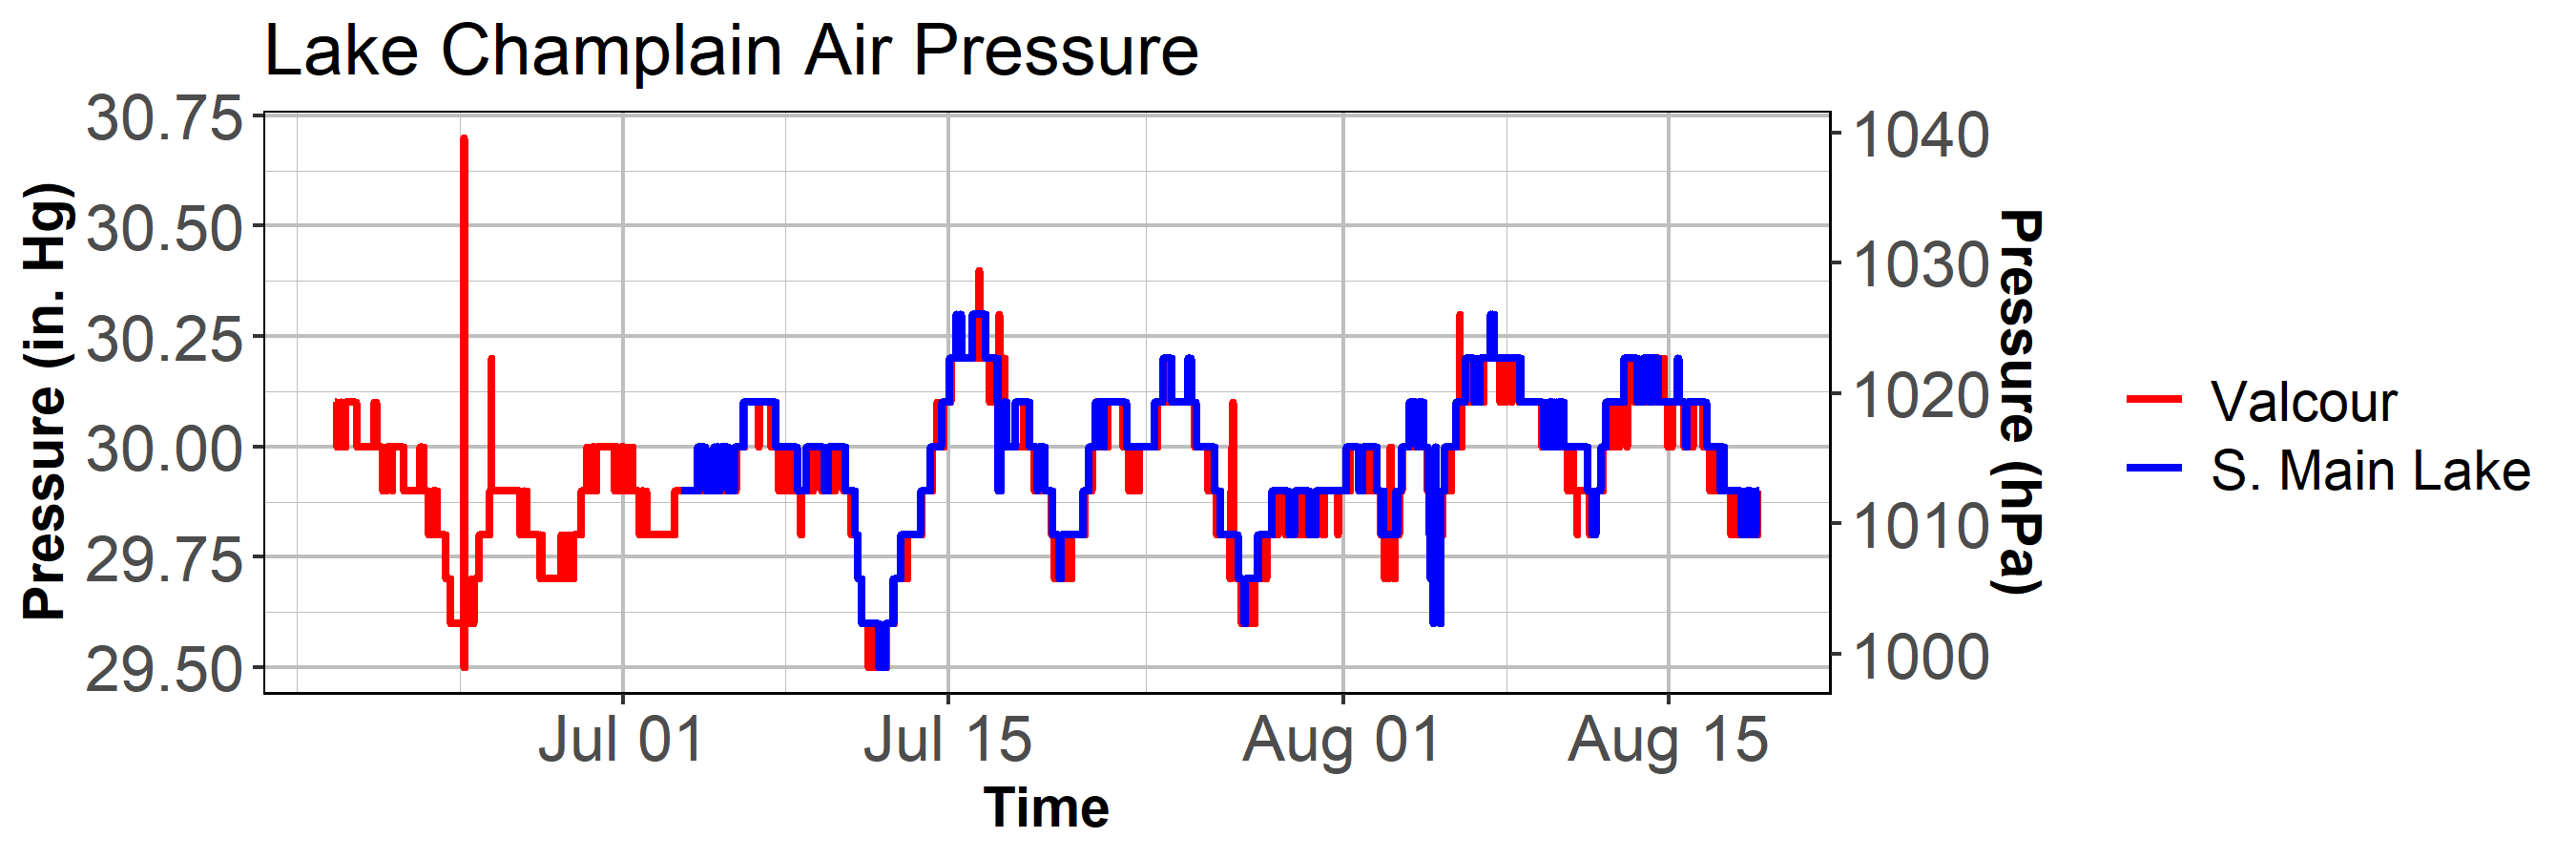 Lake Champlain Air Pressure
Pressure (in. Hg)
30.75
30.50
30.25
30.00
29.75
29.50
1040
1030
1020
1010
1000
Pressure (hPa)
Jul 01 Jul 15 Aug 01 Aug 15
Time
Valcour
S. Main Lake